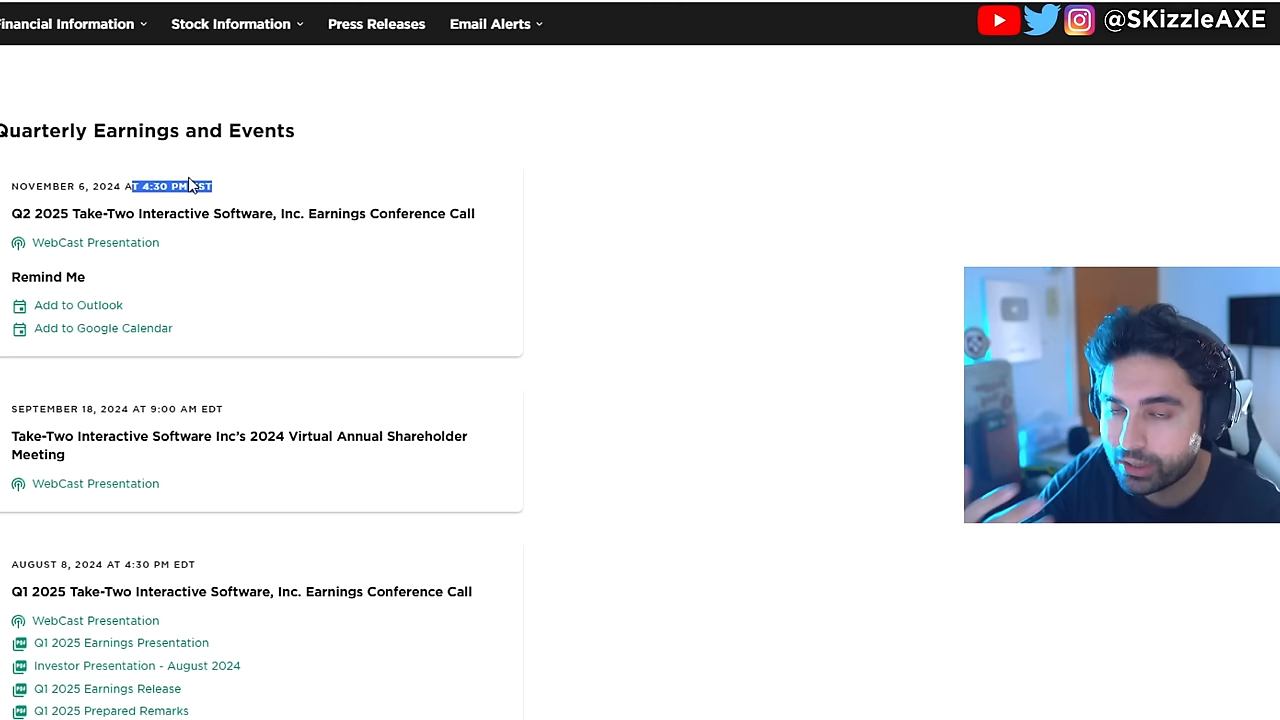 inancial Information
Stock Information
Press Releases
Email Alerts
@SKizzleAXE
Quarterly Earnings and Events
NOVEMBER 6, 2024 AT 4:30 PM
Q2 2025 Take-Two Interactive Software, Inc. Earnings Conference Call
WebCast Presentation
Remind Me
Add to Outlook
Add to Google Calendar
SEPTEMBER 18, 2024 AT 9:00 AM EDT
Take-Two Interactive Software Inc’s 2024 Virtual Annual Shareholder
Meeting
WebCast Presentation
AUGUST 8, 2024 AT 4:30 PM EDT
Q1 2025 Take-Two Interactive Software, Inc. Earnings Conference Call
WebCast Presentation
Q1 2025 Earnings Presentation
Investor Presentation - August 2024
Q1 2025 Earnings Release
Q1 2025 Prepared Remarks